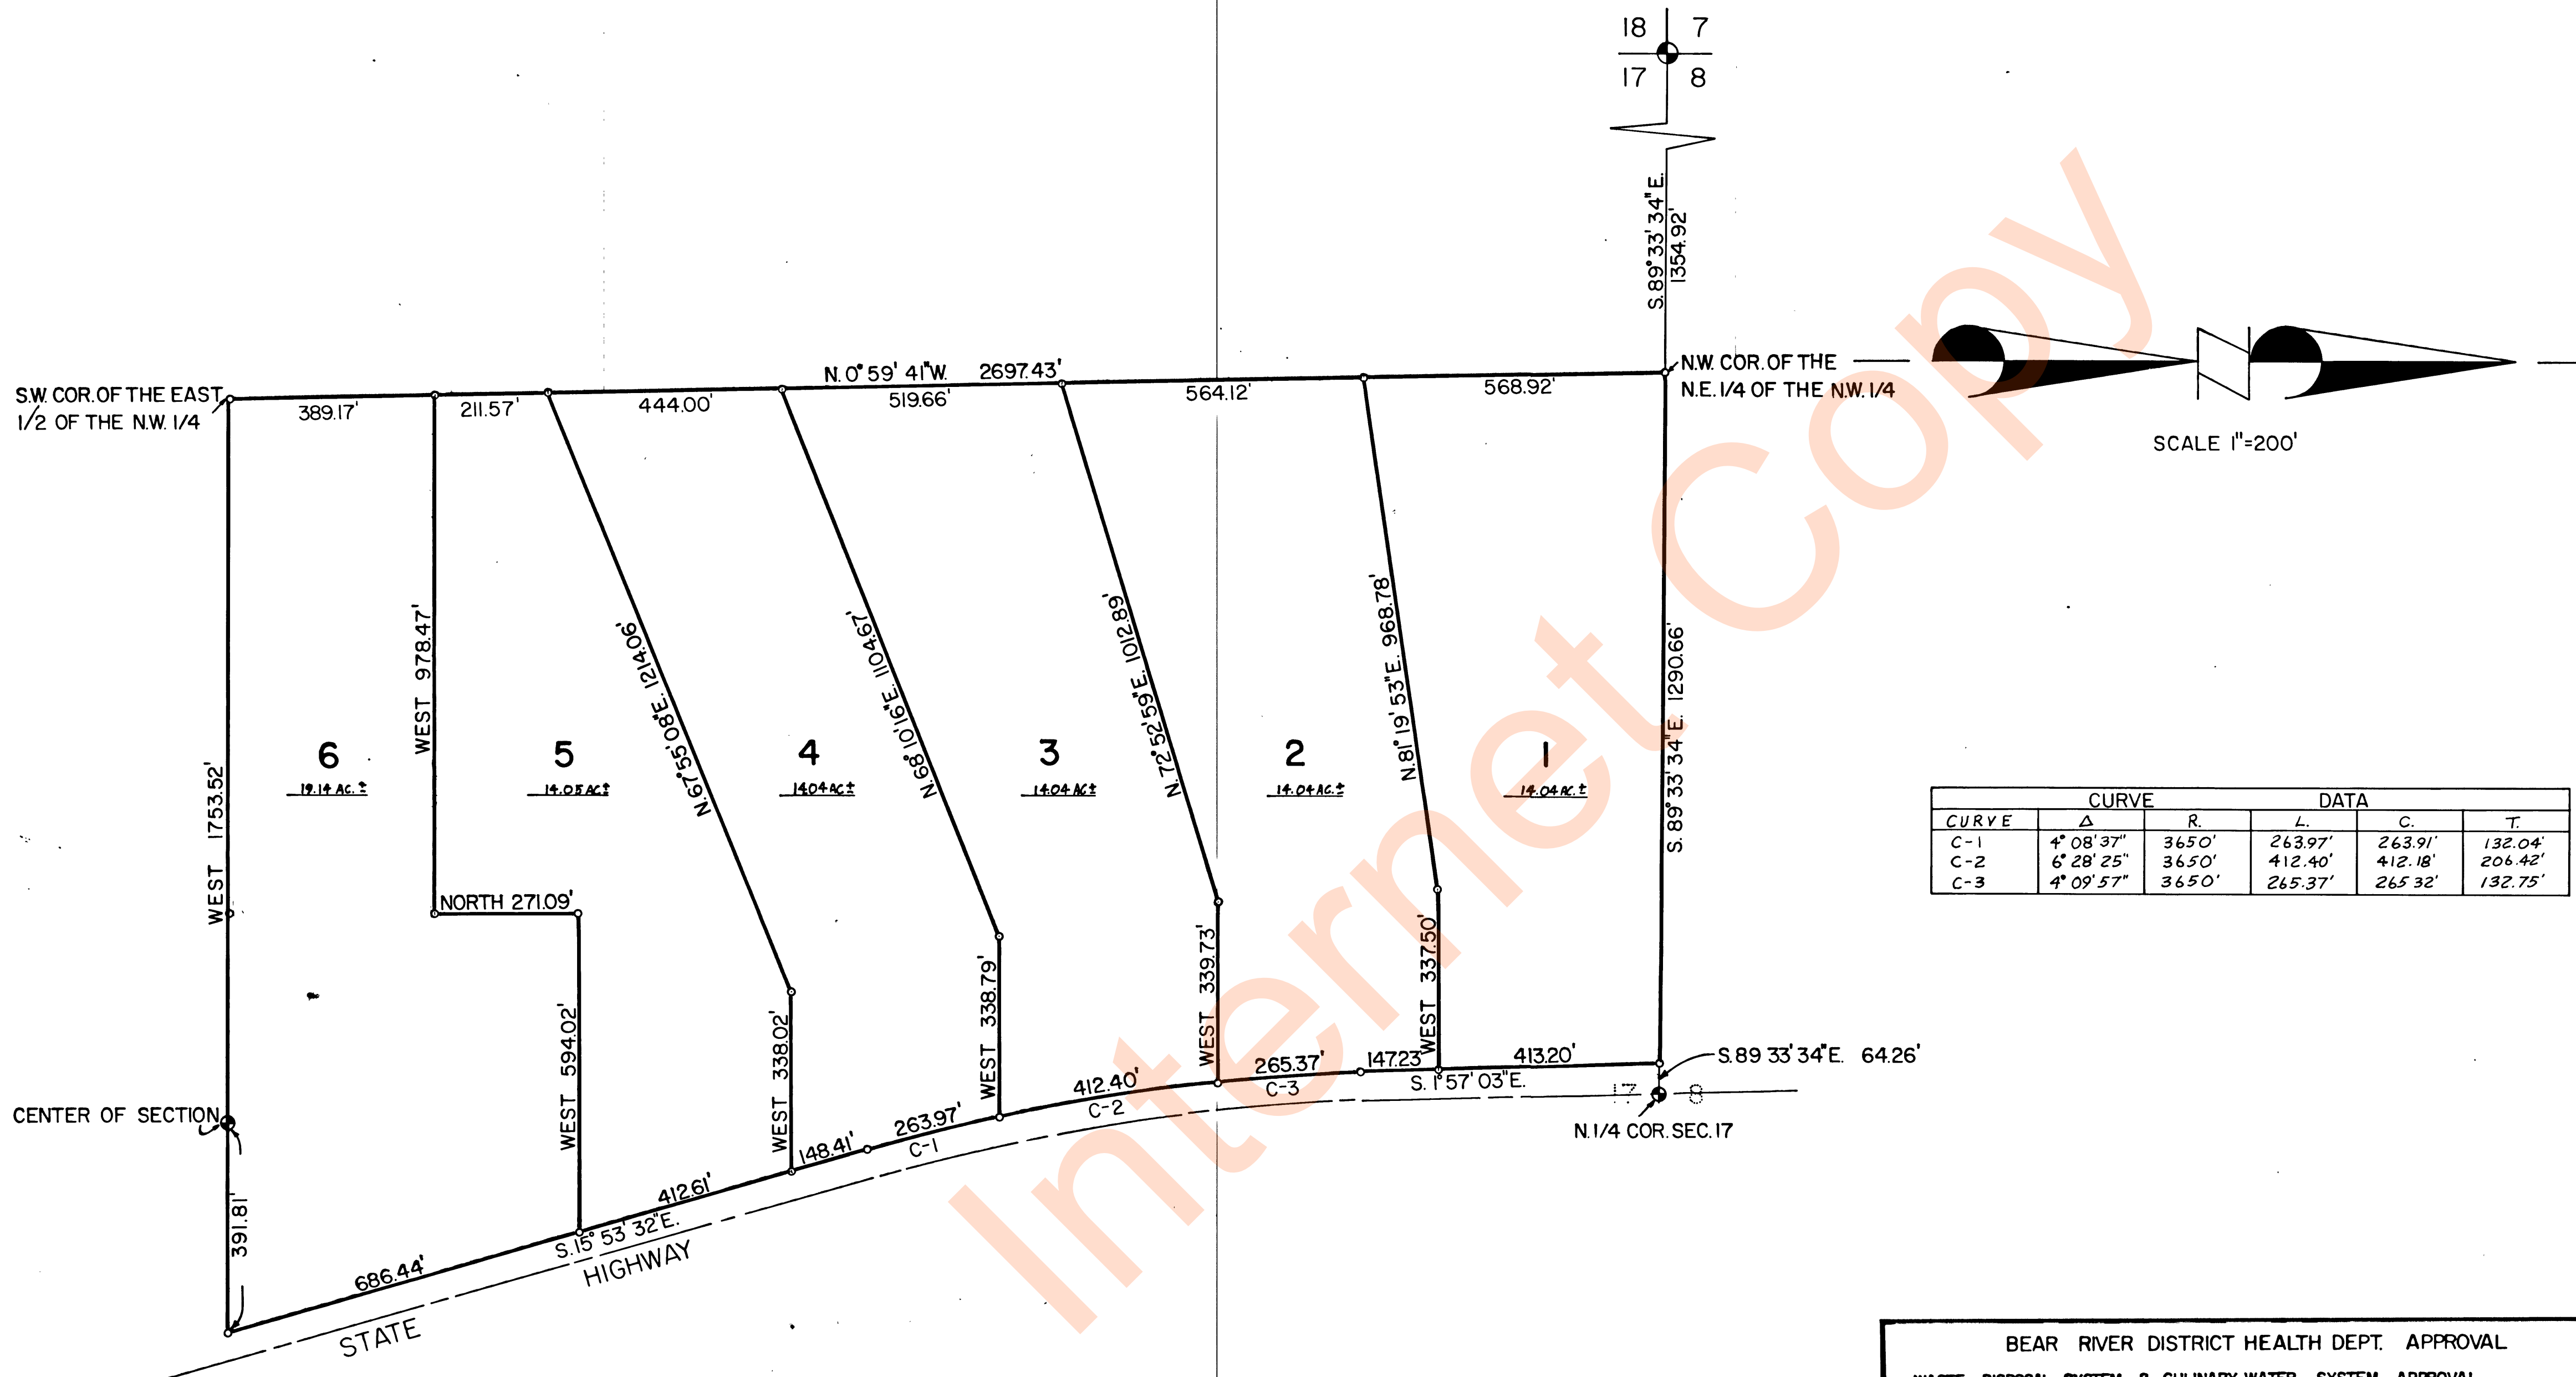 18 7
17 8
S.89°33'34"E.
1354.92'
S.W. COR. OF THE EAST
1/2 OF THE N.W. 1/4
N.0°59'41"W. 2697.43'
389.17'
211.57'
444.00'
519.66'
564.12'
568.92'
N.W. COR. OF THE
N.E. 1/4 OF THE N.W. 1/4
SCALE 1"=200'
WEST 1753.52'
WEST 978.47'
N.67°55'08"E. 1214.06'
N.68°10'16"E. 1104.67'
N.72°52'59"E. 1012.89'
N.81°19'53"E. 968.78'
S.89°33'34"E. 1290.66'
6
19.14 AC.±
5
14.05 AC±
4
14.04 AC±
3
14.04 AC±
2
14.04 AC.±
1
14.04 AC.±
CURVE DATA
CURVE Δ R. L. C. T.
C-1 4°08'37" 3650' 263.97' 263.91' 132.04'
C-2 6°28'25" 3650' 412.40' 412.18' 206.42'
C-3 4°09'57" 3650' 265.37' 265.32' 132.75'
NORTH 271.09'
WEST 594.02'
WEST 338.02'
WEST 338.79'
WEST 339.73'
WEST 337.50'
CENTER OF SECTION
391.81'
686.44'
412.61'
S.15°53'32"E.
148.41'
263.97'
C-1
412.40'
C-2
265.37'
C-3
147.23'
S.1°57'03"E.
413.20'
S.89 33'34"E. 64.26'
17 8
N.1/4 COR. SEC. 17
STATE HIGHWAY
BEAR RIVER DISTRICT HEALTH DEPT. APPROVAL
WASTE DISPOSAL SYSTEM & CULINARY WATER SYSTEM APPROVAL
Internet Copy